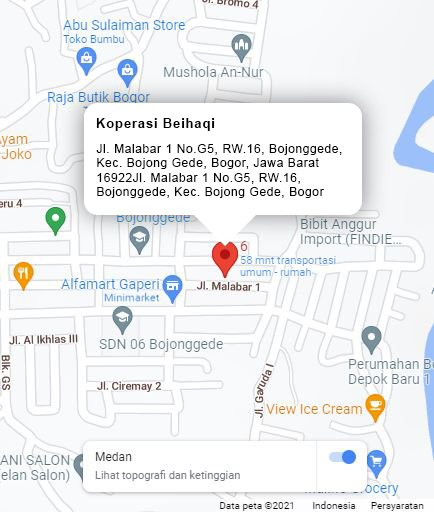 Jl. Bromo 4
Abu Sulaiman Store
Toko Bumbu
Mushola An-Nur
Raja Butik Bogor
Ayam
Joko
Koperasi Beihaqi
Jl. Malabar 1 No.G5, RW.16, Bojonggede,
Kec. Bojong Gede, Bogor, Jawa Barat
16922Jl. Malabar 1 No.G5, RW.16,
Bojonggede, Kec. Bojong Gede, Bogor
eru 4
Bojonggede
Bibit Anggur
Import (FINDIE...
6
58 mnt transportasi
umum - rumah
Alfamart Gaperi
Minimarket
Jl. Malabar 1
Jl. Al Ikhlas III
SDN 06 Bojonggede
Blk. GS
Perumahan B
Depok Baru 1
Jl. Ciremay 2
Jl. Garuda I
View Ice Cream
ANI SALON
elan Salon)
Medan
Lihat topografi dan ketinggian
Grocery
Data peta ©2021
Indonesia
Persyaratan